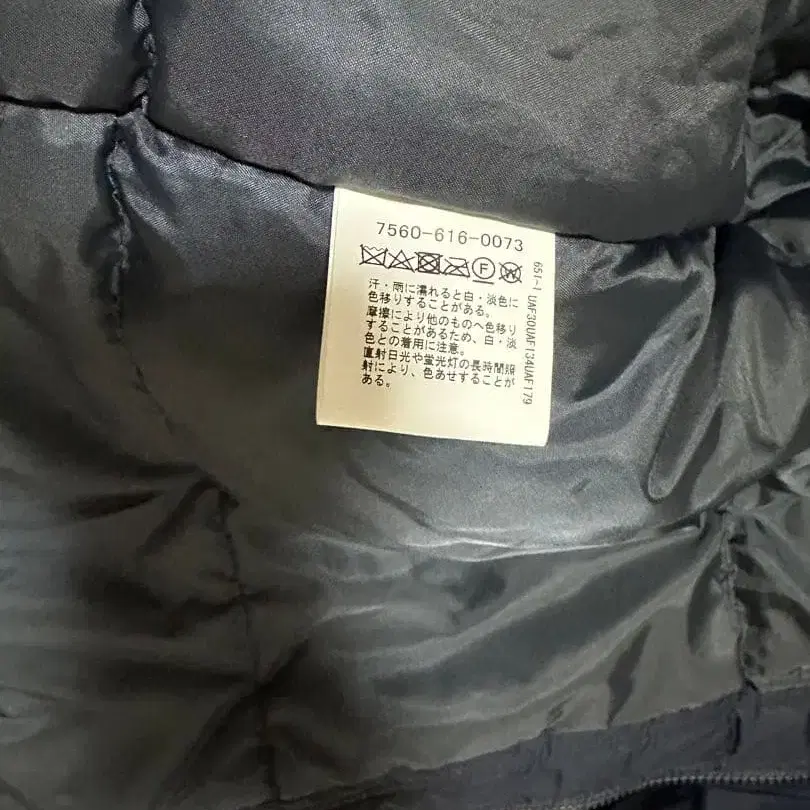 7560-616-0073
F W
汗・雨に濡れると白・淡色に
色移りすることがある。
摩擦により他のものへ色移り
することがあるため、白・淡
色との着用に注意。
直射日光や蛍光灯の長時間照
射により、色あせすることが
ある。
651-1 UAF30UAF134UAF179